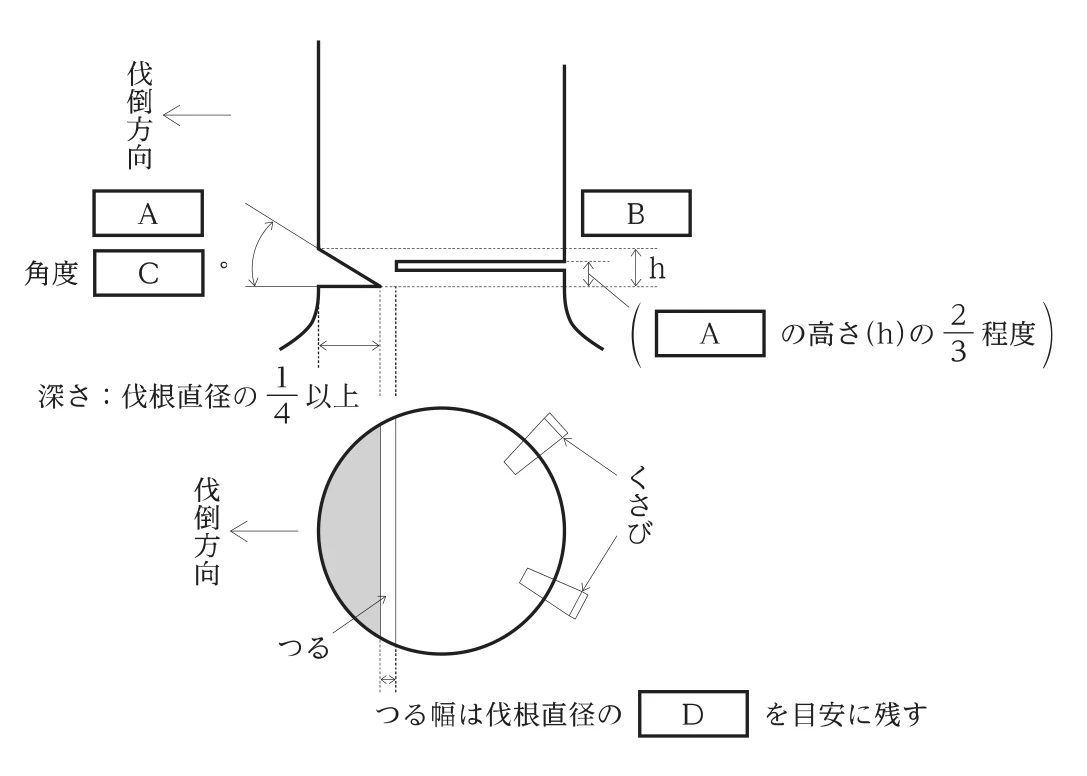 伐倒方向
A
B
角度 C °
h
( A の高さ(h)の 2/3 程度 )
深さ：伐根直径の 1/4 以上
伐倒方向
くさび
つる
つる幅は伐根直径の D を目安に残す